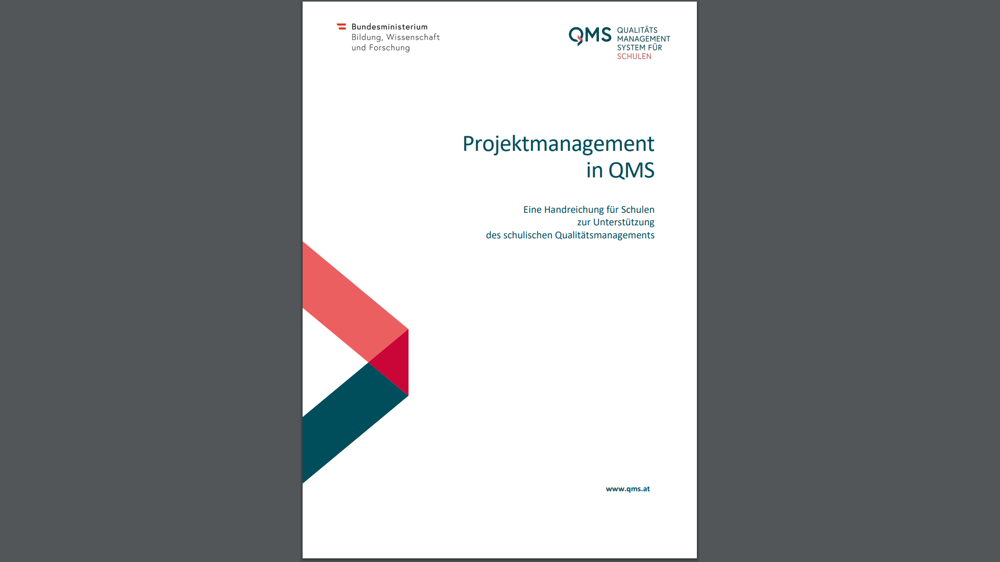 Bundesministerium
Bildung, Wissenschaft
und Forschung
QMS
QUALITÄTS
MANAGEMENT
SYSTEM FÜR
SCHULEN
Projektmanagement
in QMS
Eine Handreichung für Schulen
zur Unterstützung
des schulischen Qualitätsmanagements
www.qms.at